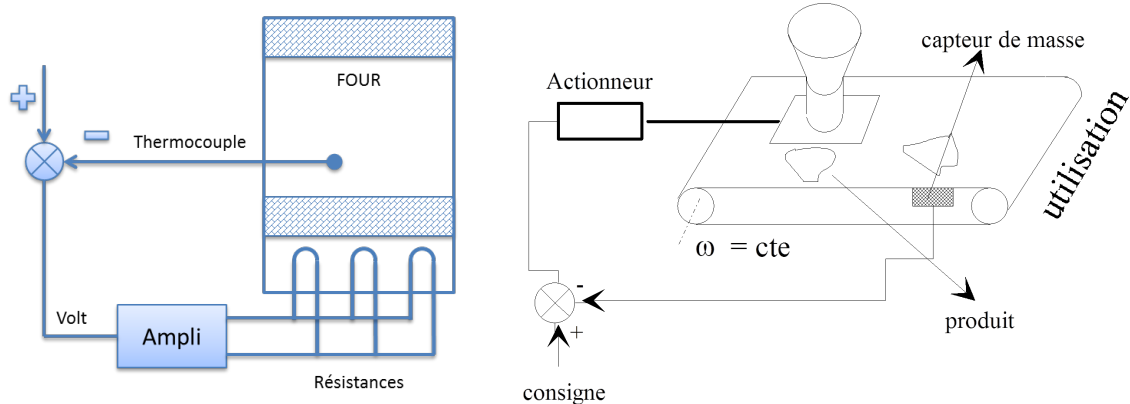 FOUR
+
-
Thermocouple
Volt
Ampli
Résistances
capteur de masse
Actionneur
utilisation
ω = cte
-
+
produit
consigne